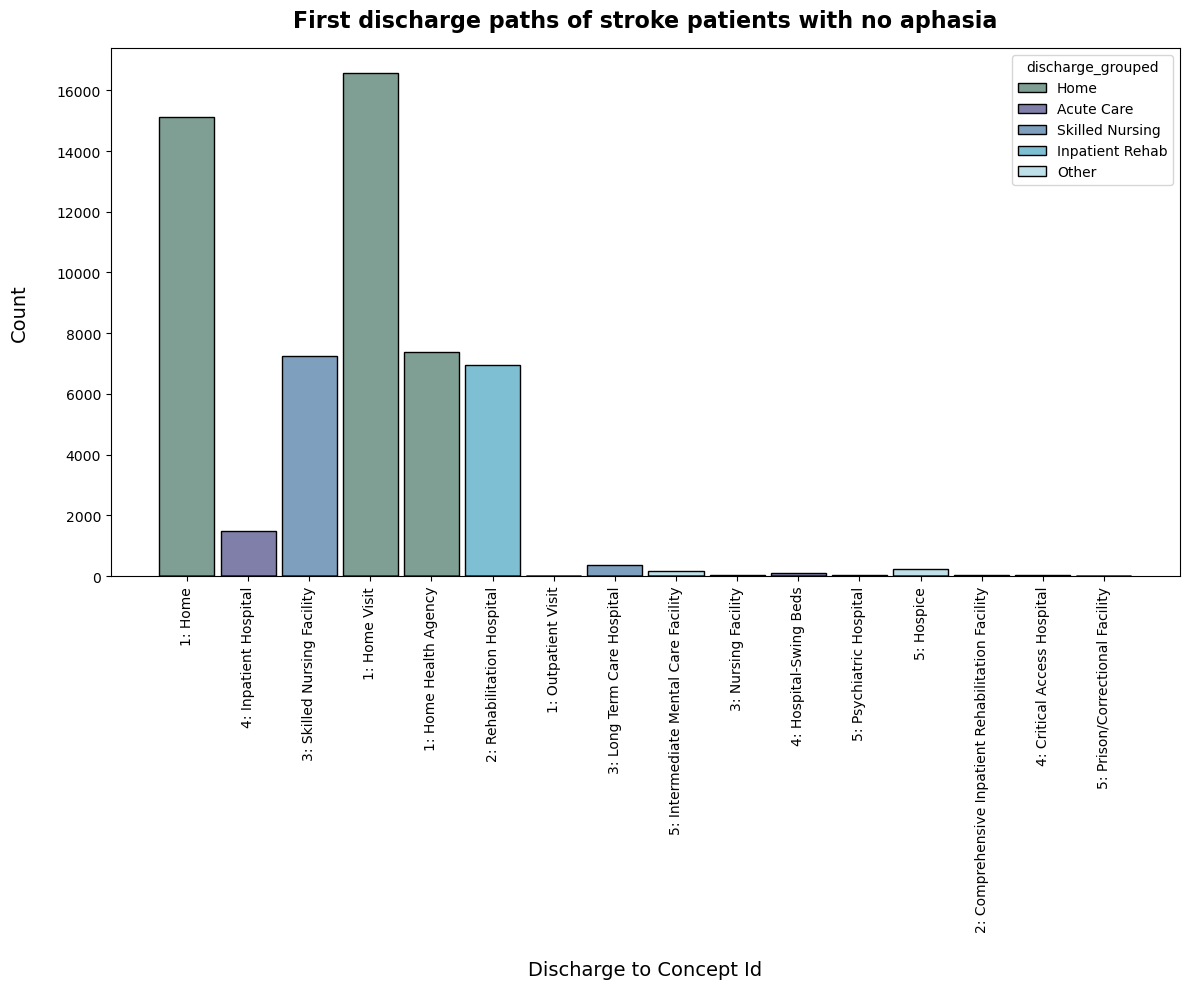 First discharge paths of stroke patients with no aphasia
discharge_grouped
Home
Acute Care
Skilled Nursing
Inpatient Rehab
Other
Count
16000
14000
12000
10000
8000
6000
4000
2000
0
1: Home
4: Inpatient Hospital
3: Skilled Nursing Facility
1: Home Visit
1: Home Health Agency
2: Rehabilitation Hospital
1: Outpatient Visit
3: Long Term Care Hospital
5: Intermediate Mental Care Facility
3: Nursing Facility
4: Hospital-Swing Beds
5: Psychiatric Hospital
5: Hospice
2: Comprehensive Inpatient Rehabilitation Facility
4: Critical Access Hospital
5: Prison/Correctional Facility
Discharge to Concept Id